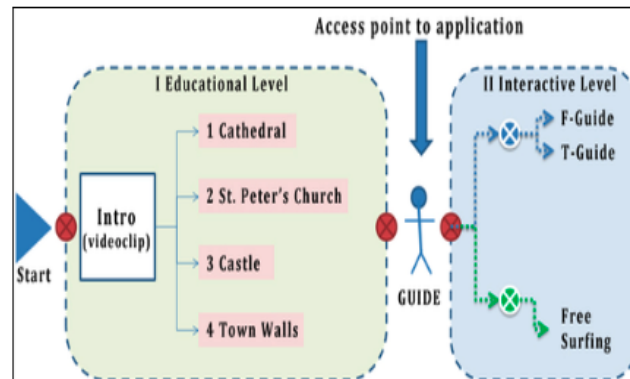 Access point to application
I Educational Level
II Interactive Level
1 Cathedral
F-Guide
T-Guide
2 St. Peter's Church
Intro
(videoclip)
3 Castle
Start
GUIDE
4 Town Walls
Free
Surfing